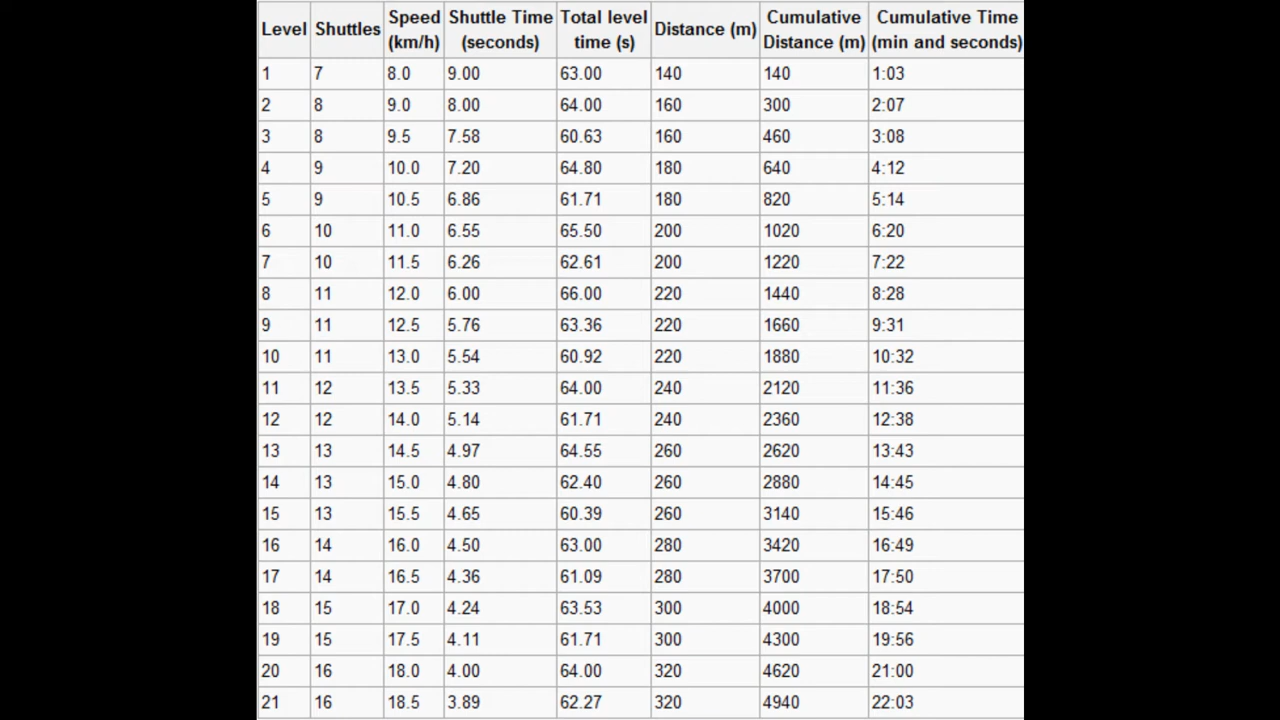 Level Shuttles Speed (km/h) Shuttle Time (seconds) Total level time (s) Distance (m) Cumulative Distance (m) Cumulative Time (min and seconds)
1 7 8.0 9.00 63.00 140 140 1:03
2 8 9.0 8.00 64.00 160 300 2:07
3 8 9.5 7.58 60.63 160 460 3:08
4 9 10.0 7.20 64.80 180 640 4:12
5 9 10.5 6.86 61.71 180 820 5:14
6 10 11.0 6.55 65.50 200 1020 6:20
7 10 11.5 6.26 62.61 200 1220 7:22
8 11 12.0 6.00 66.00 220 1440 8:28
9 11 12.5 5.76 63.36 220 1660 9:31
10 11 13.0 5.54 60.92 220 1880 10:32
11 12 13.5 5.33 64.00 240 2120 11:36
12 12 14.0 5.14 61.71 240 2360 12:38
13 13 14.5 4.97 64.55 260 2620 13:43
14 13 15.0 4.80 62.40 260 2880 14:45
15 13 15.5 4.65 60.39 260 3140 15:46
16 14 16.0 4.50 63.00 280 3420 16:49
17 14 16.5 4.36 61.09 280 3700 17:50
18 15 17.0 4.24 63.53 300 4000 18:54
19 15 17.5 4.11 61.71 300 4300 19:56
20 16 18.0 4.00 64.00 320 4620 21:00
21 16 18.5 3.89 62.27 320 4940 22:03